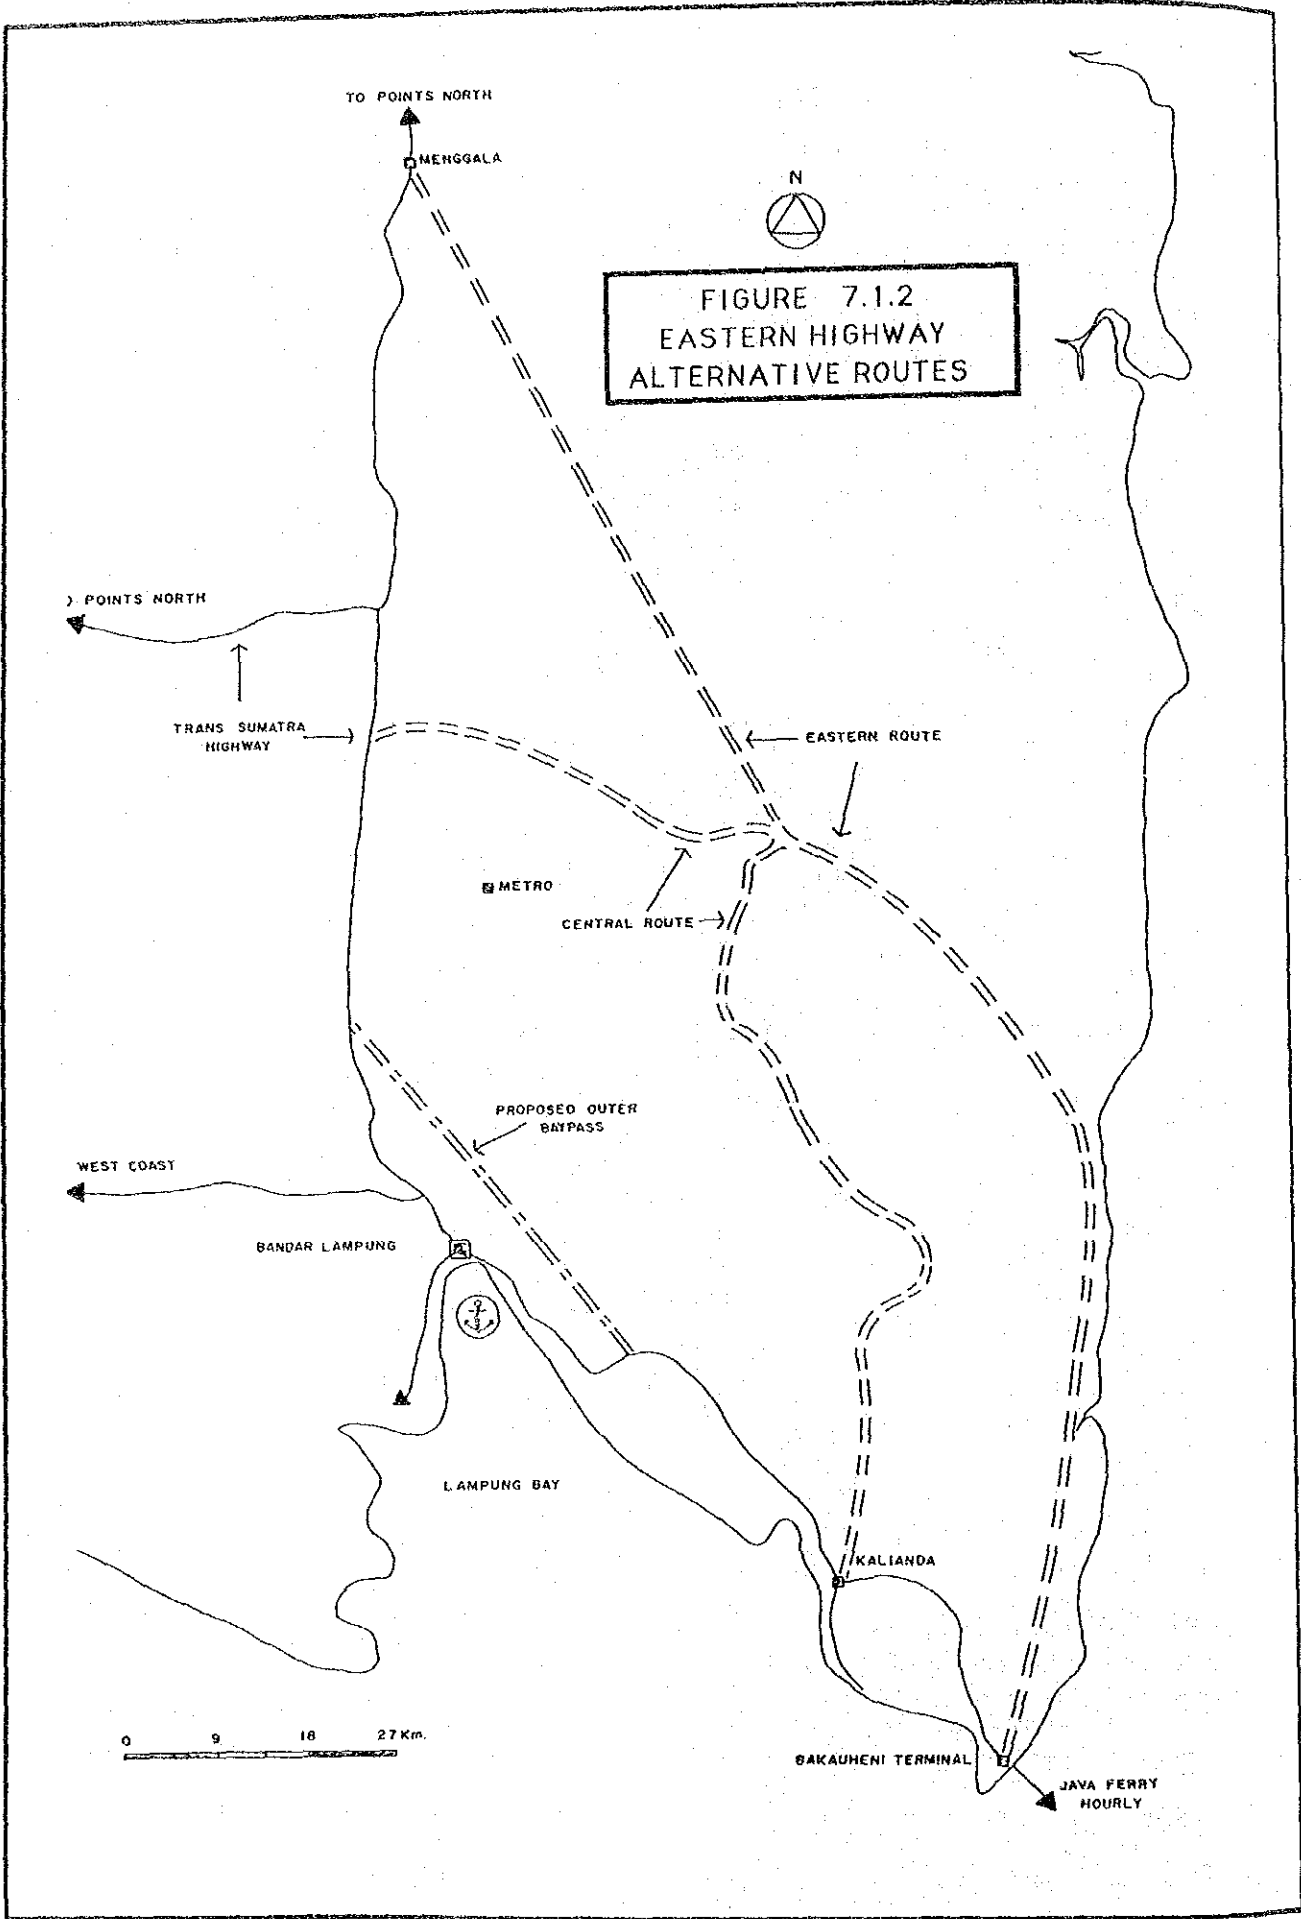 TO POINTS NORTH
MENGGALA
N
FIGURE 7.1.2
EASTERN HIGHWAY
ALTERNATIVE ROUTES
POINTS NORTH
TRANS SUMATRA
HIGHWAY
EASTERN ROUTE
METRO
CENTRAL ROUTE
PROPOSED OUTER
BAYPASS
WEST COAST
BANDAR LAMPUNG
LAMPUNG BAY
KALIANDA
0 9 18 27 Km.
BAKAUHENI TERMINAL
JAVA FERRY
HOURLY